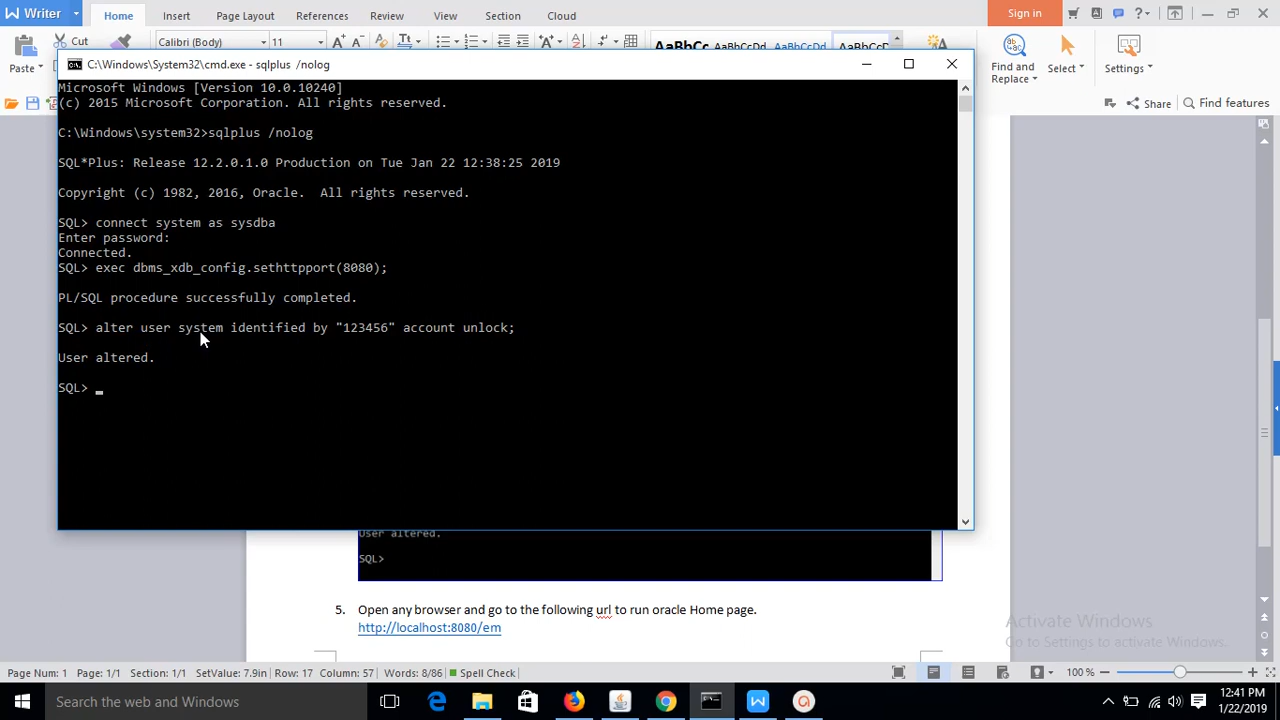 Writer
Home
Insert
Page Layout
References
Review
View
Section
Cloud
Sign in
Cut
Paste
Calibri (Body)
11
AaBbCc
AaBbCcDd
AaBbCcDd
AaBbCcDd
Find and Replace
Select
Settings
Share
Find features
C:\Windows\System32\cmd.exe - sqlplus /nolog
Microsoft Windows [Version 10.0.10240]
(c) 2015 Microsoft Corporation. All rights reserved.
C:\Windows\system32>sqlplus /nolog
SQL*Plus: Release 12.2.0.1.0 Production on Tue Jan 22 12:38:25 2019
Copyright (c) 1982, 2016, Oracle.  All rights reserved.
SQL> connect system as sysdba
Enter password:
Connected.
SQL> exec dbms_xdb_config.sethttpport(8080);
PL/SQL procedure successfully completed.
SQL> alter user system identified by "123456" account unlock;
User altered.
SQL> _
User altered.
SQL>
5. Open any browser and go to the following url to run oracle Home page.
http://localhost:8080/em
Activate Windows
Go to Settings to activate Windows.
Page Num: 1 Page: 1/1 Section: 1/1 SetValue: 7.9in Row: 17 Column: 57 Words: 8/86 Spell Check
100 %
Search the web and Windows
12:41 PM
1/22/2019